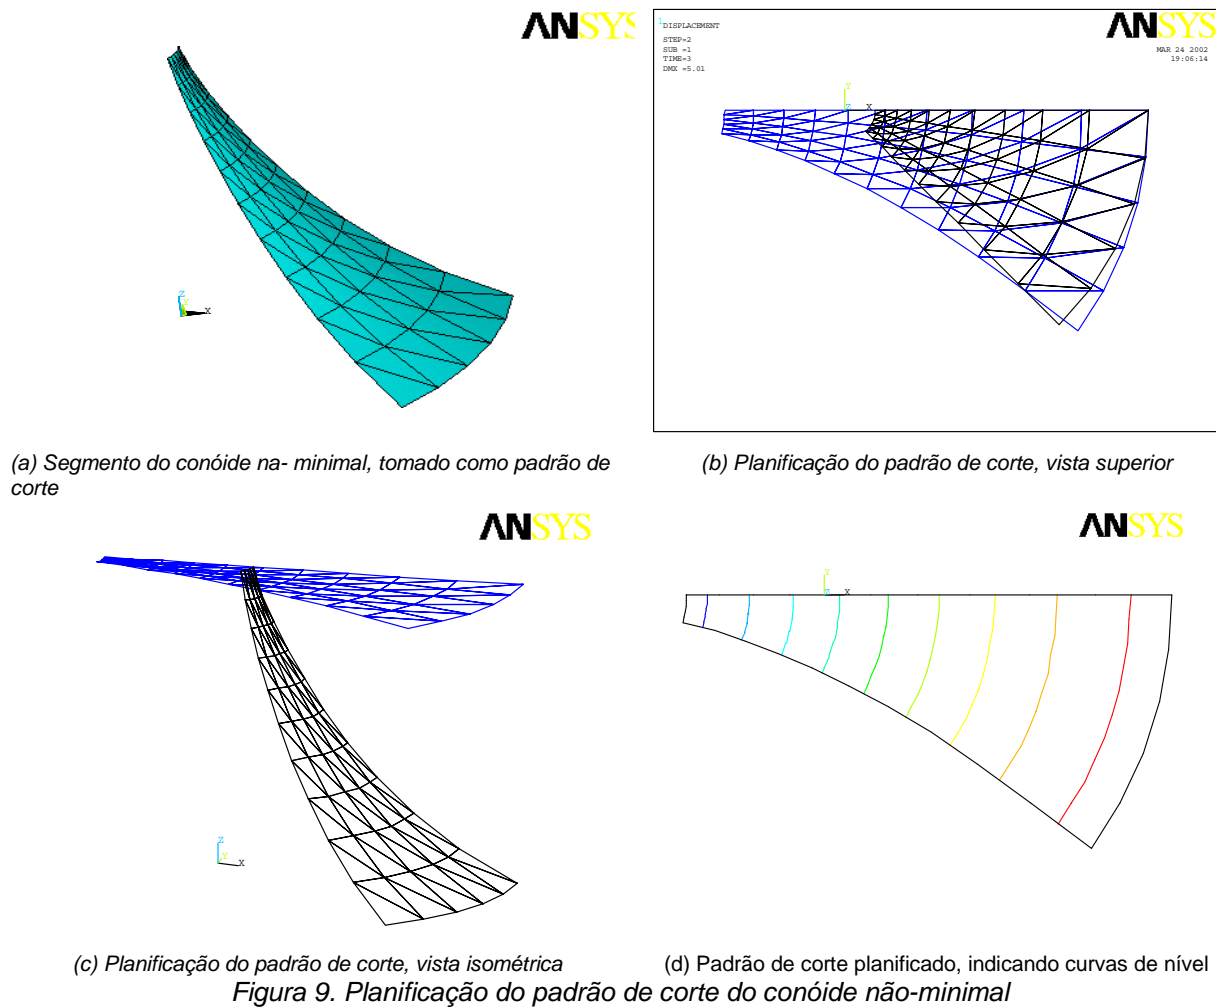 ANSYS
Z
Y
X
(a) Segmento do conóide na- minimal, tomado como padrão de
corte
1
DISPLACEMENT
STEP=2
SUB =1
TIME=3
DMX =5.01
ANSYS
MAR 24 2002
19:06:14
Y
Z X
(b) Planificação do padrão de corte, vista superior
ANSYS
Z
Y
X
(c) Planificação do padrão de corte, vista isométrica
ANSYS
Y
Z X
(d) Padrão de corte planificado, indicando curvas de nível
Figura 9. Planificação do padrão de corte do conóide não-minimal